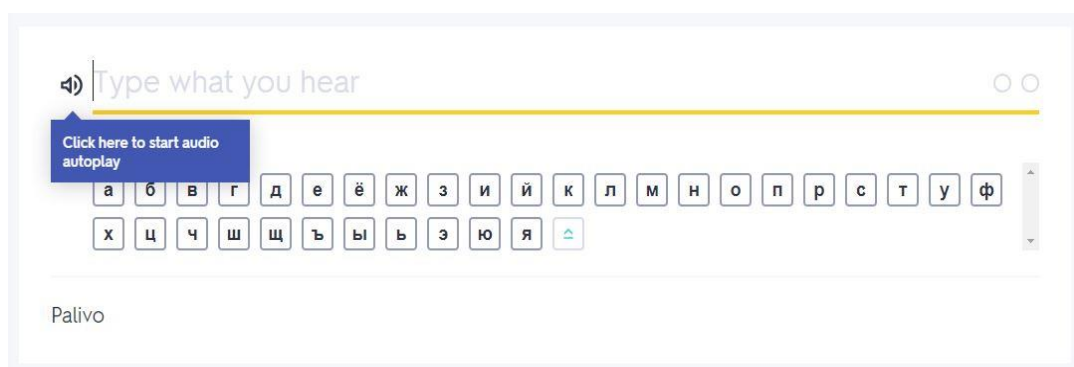 Type what you hear
Click here to start audio
autoplay
а б в г д е ё ж з и й к л м н о п р с т у ф
х ц ч ш щ ъ ы ь э ю я
Palivo